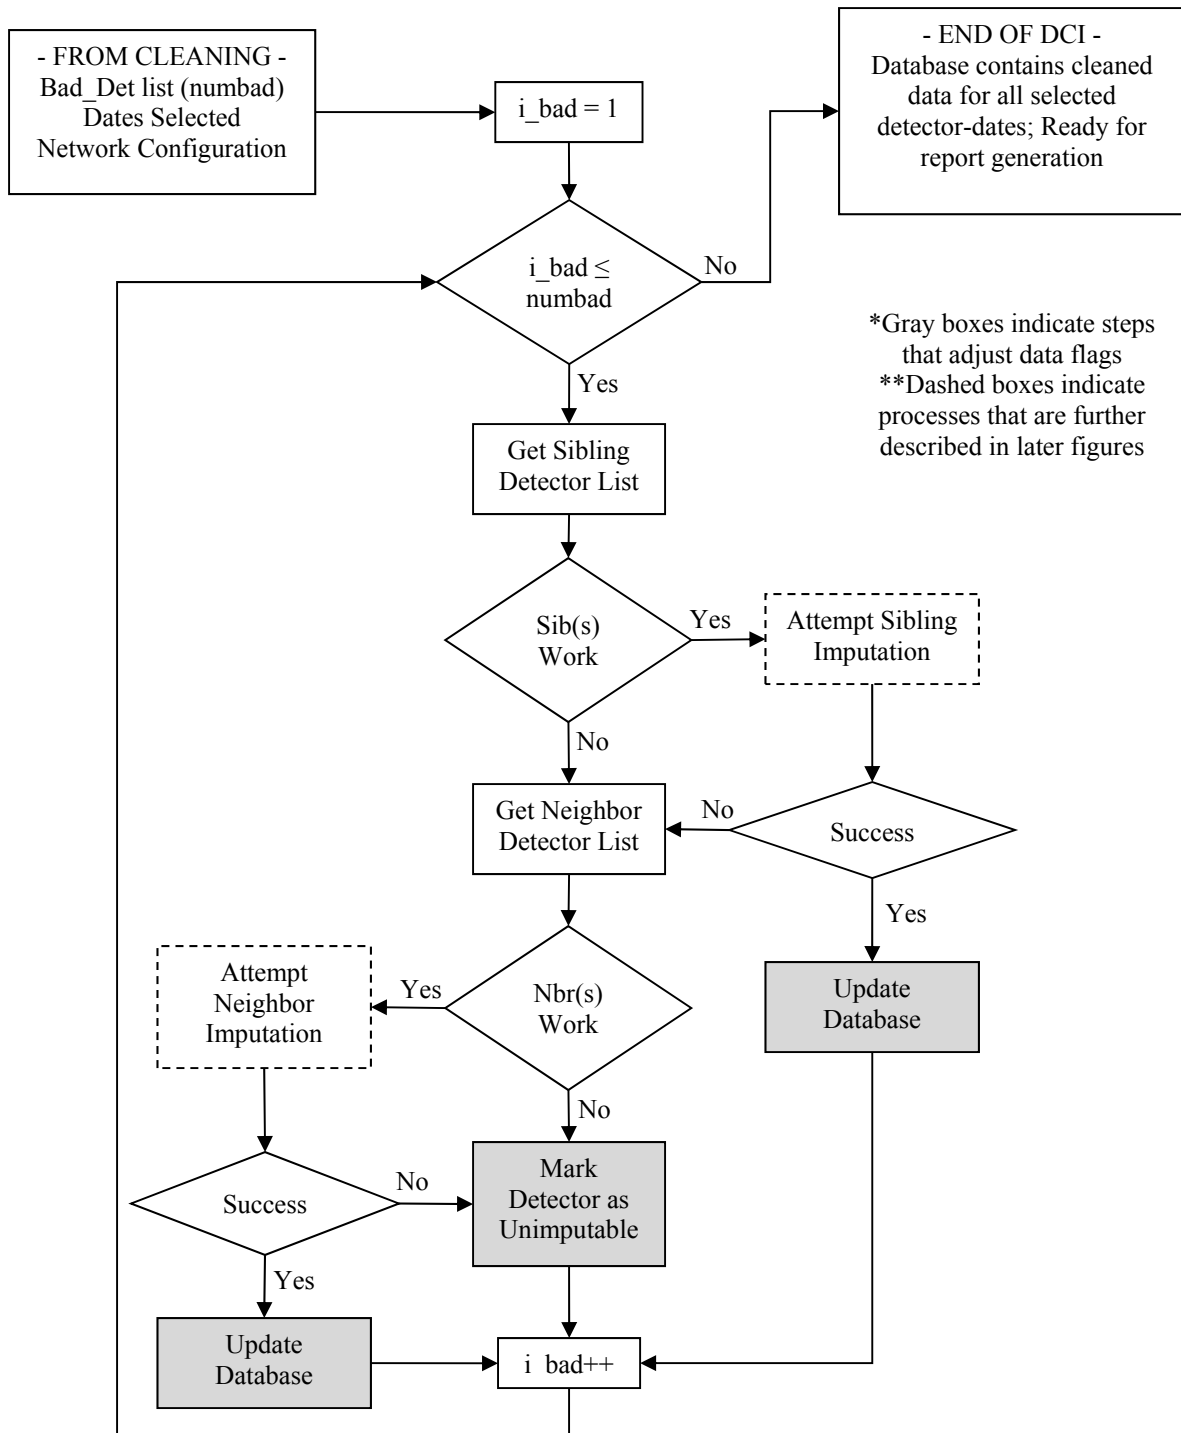 - FROM CLEANING -
Bad_Det list (numbad)
Dates Selected
Network Configuration
i_bad = 1
- END OF DCI -
Database contains cleaned
data for all selected
detector-dates; Ready for
report generation
i_bad ≤
numbad
No
Yes
*Gray boxes indicate steps
that adjust data flags
**Dashed boxes indicate
processes that are further
described in later figures
Get Sibling
Detector List
Sib(s)
Work
Yes
No
Attempt Sibling
Imputation
Get Neighbor
Detector List
No
Success
Yes
Update
Database
Nbr(s)
Work
Yes
No
Attempt
Neighbor
Imputation
Success
No
Yes
Mark
Detector as
Unimputable
Update
Database
i bad++